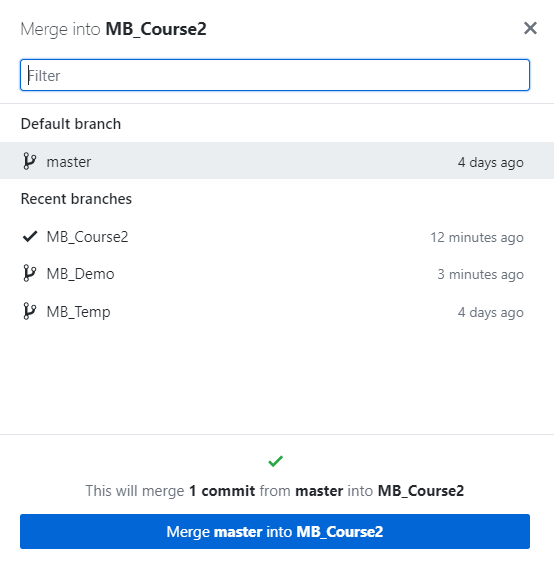 Merge into MB_Course2
Filter
Default branch
master 4 days ago
Recent branches
MB_Course2 12 minutes ago
MB_Demo 3 minutes ago
MB_Temp 4 days ago
This will merge 1 commit from master into MB_Course2
Merge master into MB_Course2